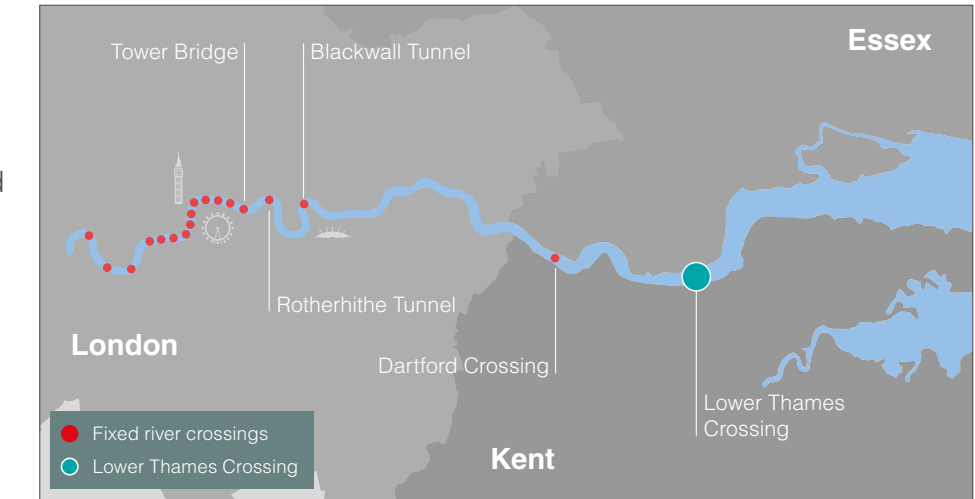 Essex
Tower Bridge
Blackwall Tunnel
Rotherhithe Tunnel
London
Dartford Crossing
Lower Thames
Crossing
Kent
Fixed river crossings
Lower Thames Crossing